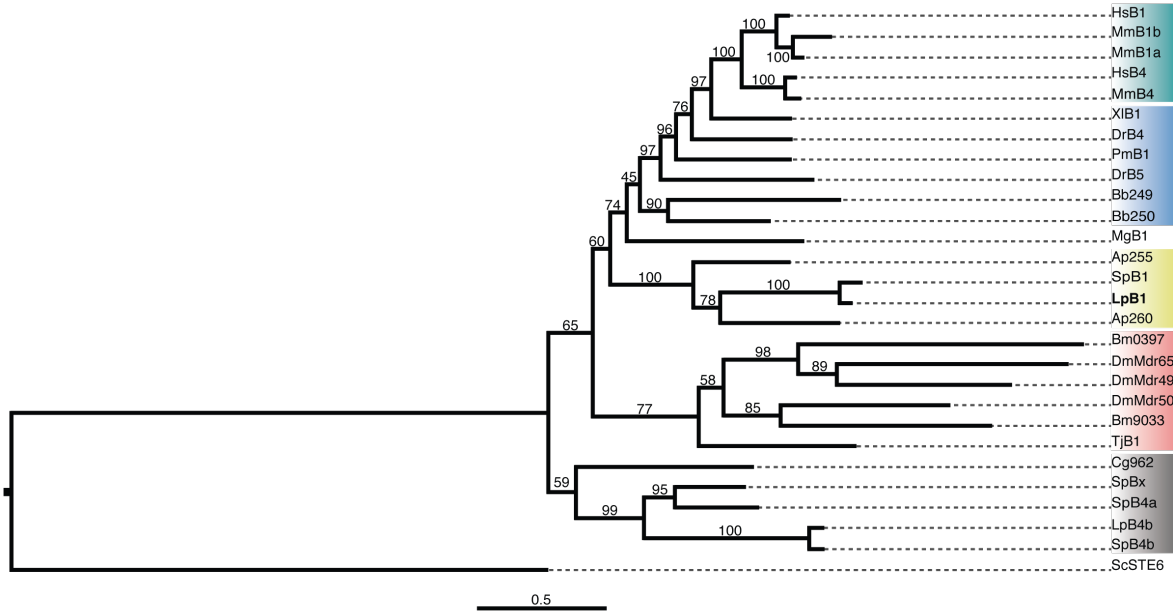 HsB1
100
MmB1b
100
MmB1a
100
HsB4
100
97
MmB4
76
XlB1
96
DrB4
97
PmB1
45
DrB5
90
Bb249
74
Bb250
60
MgB1
Ap255
100
SpB1
100
78
LpB1
65
Ap260
Bm0397
98
DmMdr65
89
DmMdr49
58
DmMdr50
77
85
Bm9033
TjB1
Cg962
59
95
SpBx
99
SpB4a
100
LpB4b
SpB4b
ScSTE6
0.5